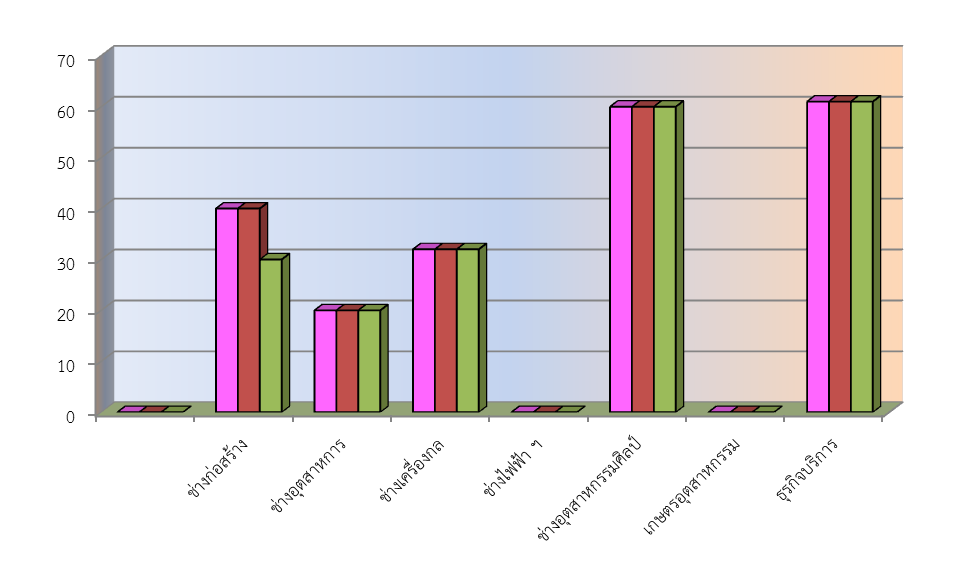 70
60
50
40
30
20
10
0
ช่างก่อสร้าง
ช่างอุตสาหการ
ช่างเครื่องกล
ช่างไฟฟ้า ฯ
ช่างอุตสาหกรรมศิลป์
เกษตรอุตสาหกรรม
ธุรกิจบริการ